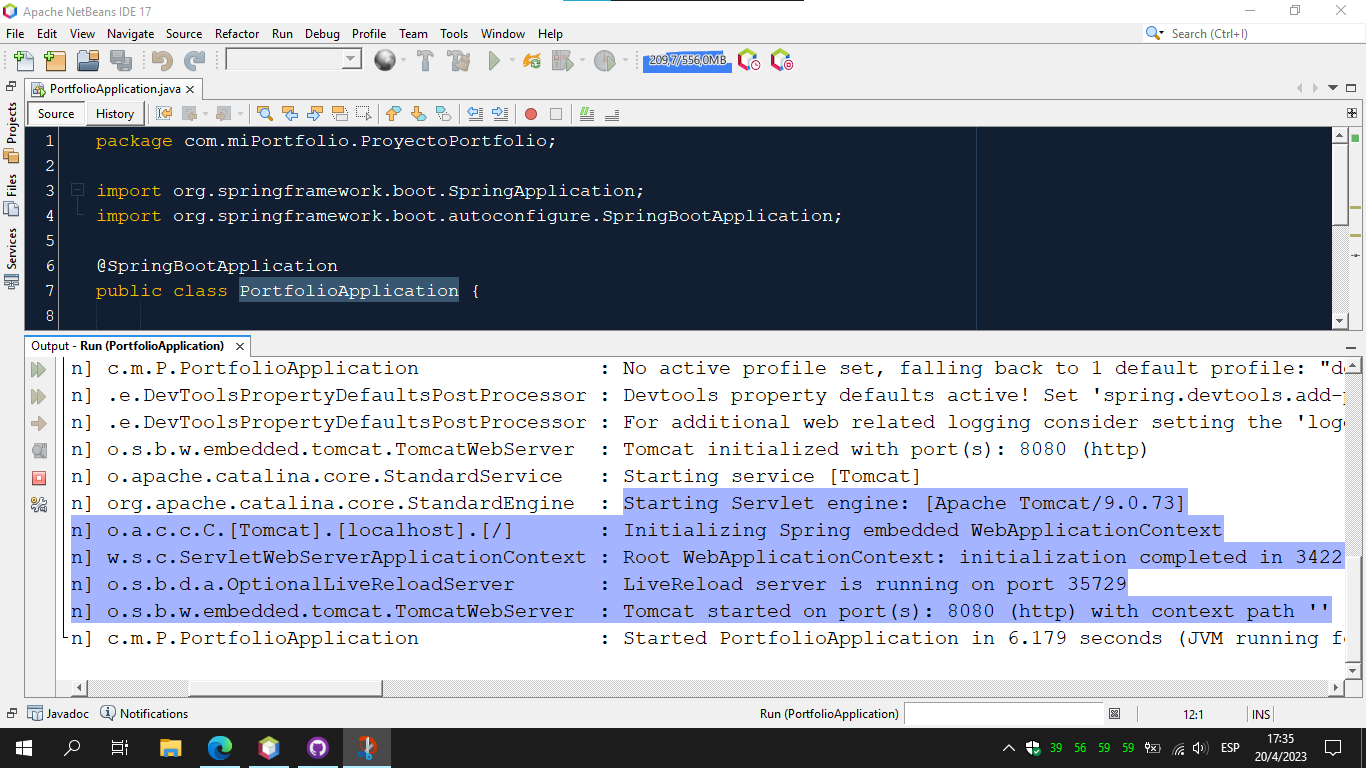 Apache NetBeans IDE 17
File Edit View Navigate Source Refactor Run Debug Profile Team Tools Window Help
Search (Ctrl+I)
209,7/556,0MB
PortfolioApplication.java
Source History
Projects
Files
Services
1 package com.miPortfolio.ProyectoPortfolio;
2
3 import org.springframework.boot.SpringApplication;
4 import org.springframework.boot.autoconfigure.SpringBootApplication;
5
6 @SpringBootApplication
7 public class PortfolioApplication {
8
Output - Run (PortfolioApplication)
n] c.m.P.PortfolioApplication : No active profile set, falling back to 1 default profile: "de
n] .e.DevToolsPropertyDefaultsPostProcessor : Devtools property defaults active! Set 'spring.devtools.add-p
n] .e.DevToolsPropertyDefaultsPostProcessor : For additional web related logging consider setting the 'logg
n] o.s.b.w.embedded.tomcat.TomcatWebServer : Tomcat initialized with port(s): 8080 (http)
n] o.apache.catalina.core.StandardService : Starting service [Tomcat]
n] org.apache.catalina.core.StandardEngine : Starting Servlet engine: [Apache Tomcat/9.0.73]
n] o.a.c.c.C.[Tomcat].[localhost].[/] : Initializing Spring embedded WebApplicationContext
n] w.s.c.ServletWebServerApplicationContext : Root WebApplicationContext: initialization completed in 3422
n] o.s.b.d.a.OptionalLiveReloadServer : LiveReload server is running on port 35729
n] o.s.b.w.embedded.tomcat.TomcatWebServer : Tomcat started on port(s): 8080 (http) with context path ''
n] c.m.P.PortfolioApplication : Started PortfolioApplication in 6.179 seconds (JVM running fo
Javadoc Notifications
Run (PortfolioApplication)
12:1 INS
39 56 59 59 ESP
17:35
20/4/2023